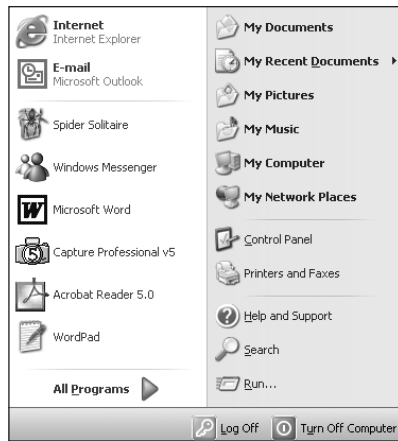 Internet
Internet Explorer
E-mail
Microsoft Outlook
Spider Solitaire
Windows Messenger
Microsoft Word
Capture Professional v5
Acrobat Reader 5.0
WordPad
All Programs
My Documents
My Recent Documents
My Pictures
My Music
My Computer
My Network Places
Control Panel
Printers and Faxes
Help and Support
Search
Run...
Log Off
Turn Off Computer